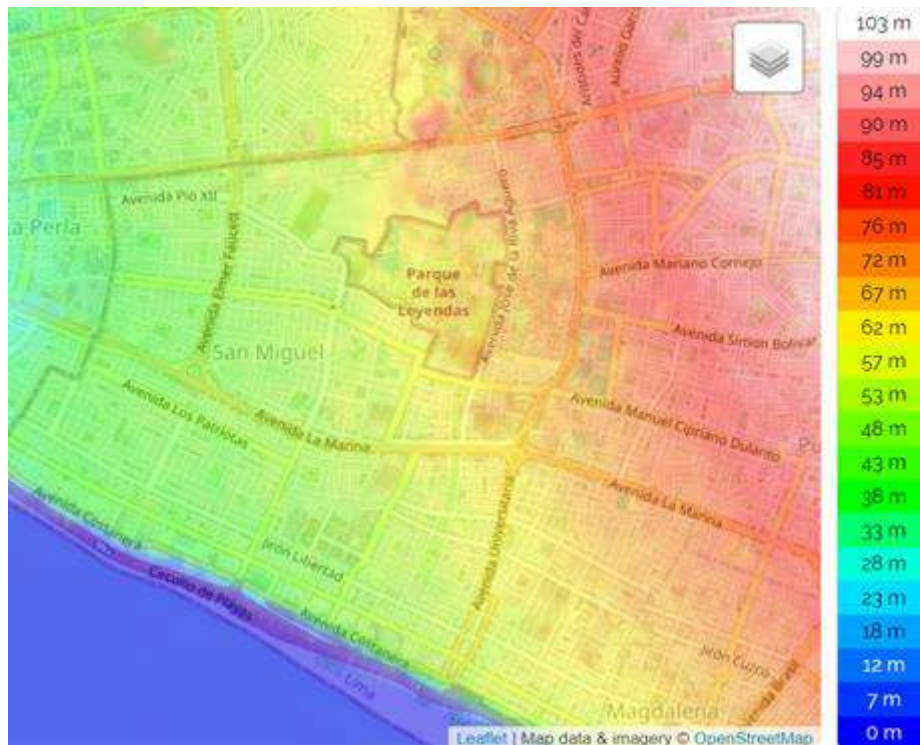 Avenida Pío XII
La Perla
Avenida Elmer Faucett
Parque
de las
Leyendas
Avenida José de la Riva Agüero
Avenida Mariano Cornejo
Avenida Simón Bolívar
San Miguel
Avenida Los Patriotas
Avenida La Marina
Avenida Manuel Cipriano Dulanto
Avenida La Marina
Avenida Universitaria
Avenida Costanera
Jirón Libertad
Circuito de Playas
Avenida Costanera
Lima
Jirón Cuzco
Avenida Brasil
Magdalena
Leaflet | Map data & imagery © OpenStreetMap
103 m
99 m
94 m
90 m
85 m
81 m
76 m
72 m
67 m
62 m
57 m
53 m
48 m
43 m
38 m
33 m
28 m
23 m
18 m
12 m
7 m
0 m